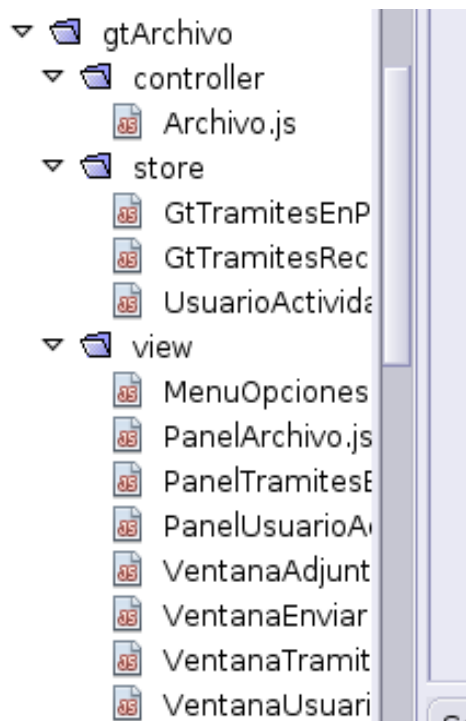 gtArchivo
controller
Archivo.js
store
GtTramitesEnP
GtTramitesRec
UsuarioActivida
view
MenuOpciones
PanelArchivo.js
PanelTramitesE
PanelUsuarioA
VentanaAdjunt
VentanaEnviar
VentanaTramit
VentanaUsuari